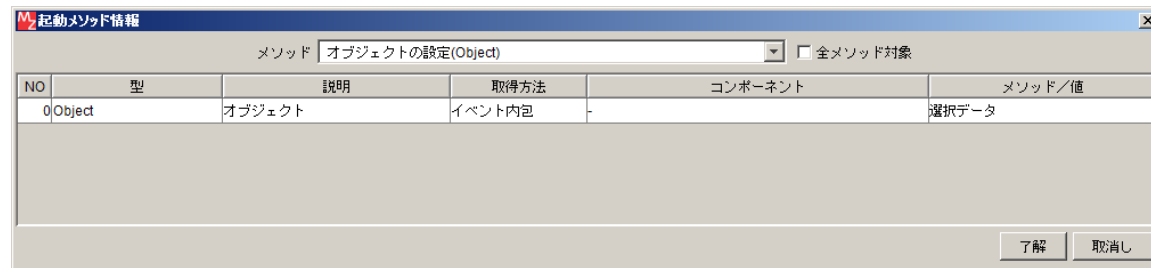 MZ 起動メソッド情報
メソッド オブジェクトの設定(Object) 全メソッド対象
NO 型 説明 取得方法 コンポーネント メソッド／値
0 Object オブジェクト イベント内包 - 選択データ
了解 取消し